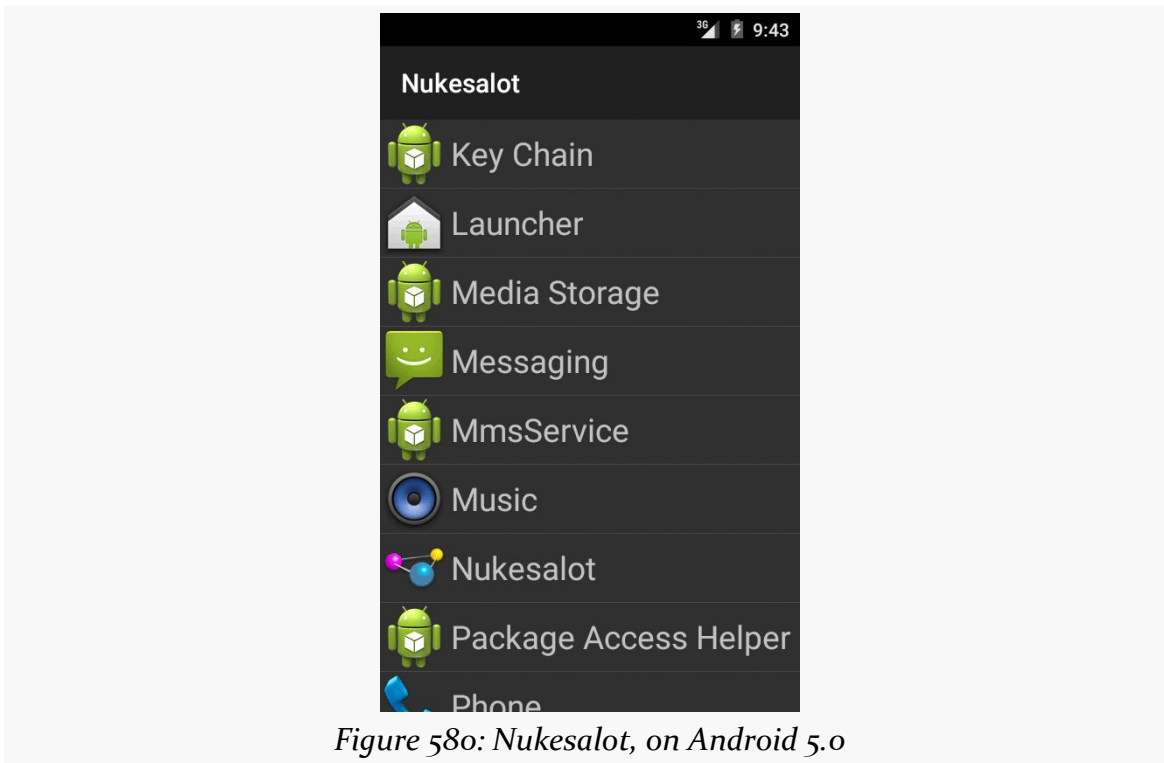 3G 9:43
Nukesalot
Key Chain
Launcher
Media Storage
Messaging
MmsService
Music
Nukesalot
Package Access Helper
Phone
Figure 580: Nukesalot, on Android 5.0